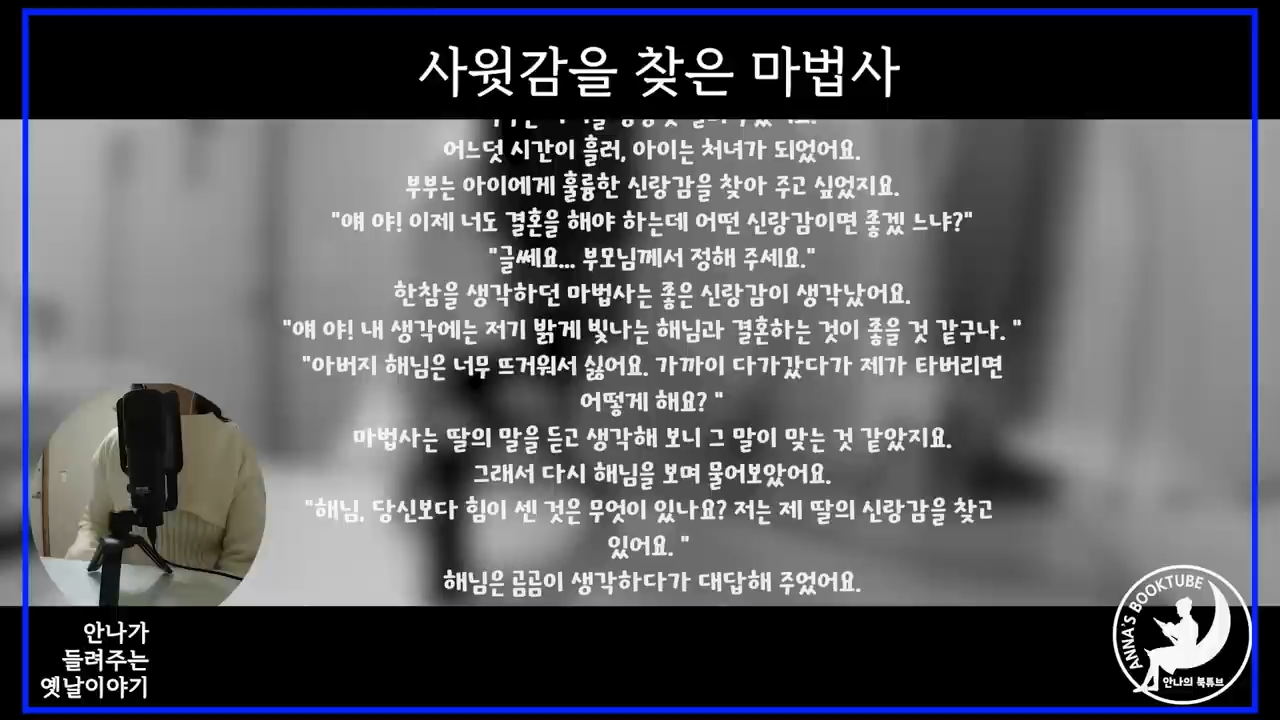 사윗감을 찾은 마법사
어느덧 시간이 흘러, 아이는 처녀가 되었어요.
부부는 아이에게 훌륭한 신랑감을 찾아 주고 싶었지요.
"얘 야! 이제 너도 결혼을 해야 하는데 어떤 신랑감이면 좋겠 느냐?"
"글쎄요... 부모님께서 정해 주세요."
한참을 생각하던 마법사는 좋은 신랑감이 생각났어요.
"얘 야! 내 생각에는 저기 밝게 빛나는 해님과 결혼하는 것이 좋을 것 같구나. "
"아버지 해님은 너무 뜨거워서 싫어요. 가까이 다가갔다가 제가 타버리면
어떻게 해요? "
마법사는 딸의 말을 듣고 생각해 보니 그 말이 맞는 것 같았지요.
그래서 다시 해님을 보며 물어보았어요.
"해님, 당신보다 힘이 센 것은 무엇이 있나요? 저는 제 딸의 신랑감을 찾고
있어요. "
해님은 곰곰이 생각하다가 대답해 주었어요.
안나가
들려주는
옛날이야기
ANNA'S BOOKTUBE
안나의 북튜브